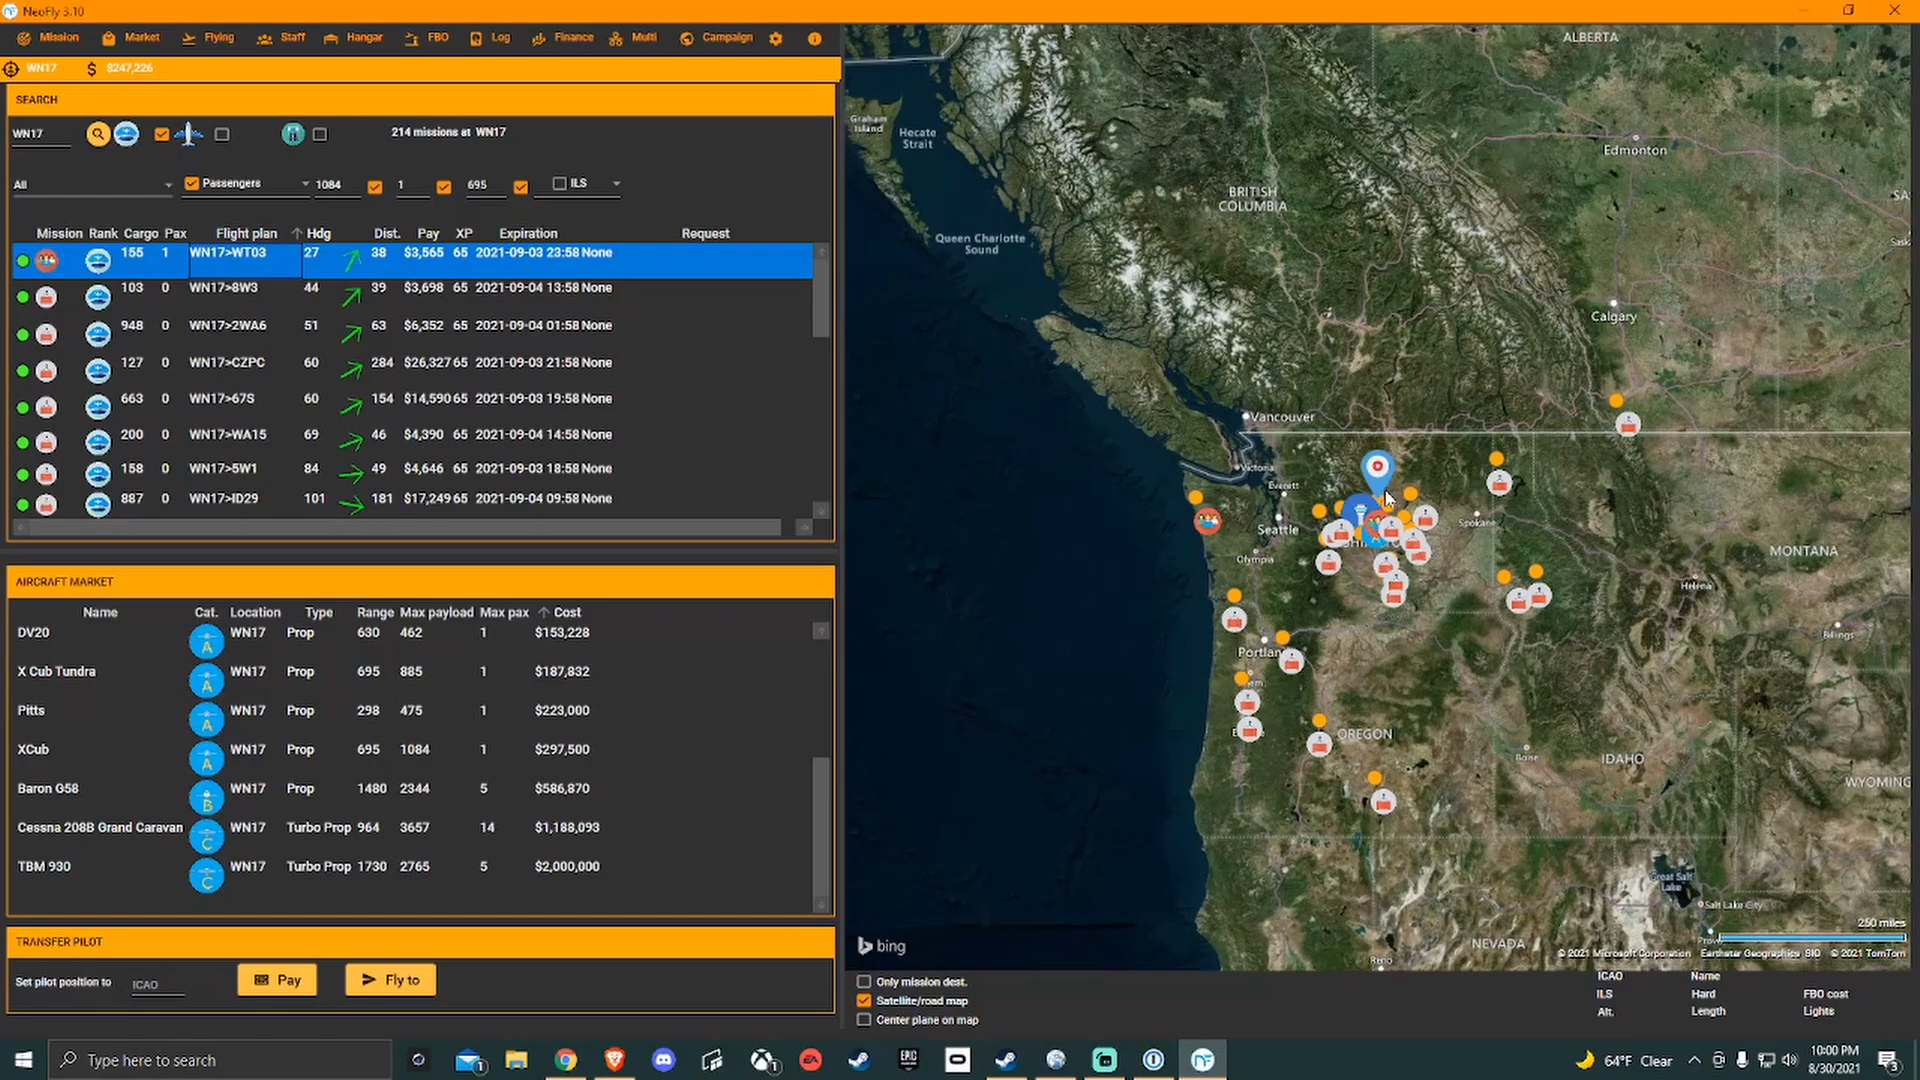 NeoFly 3.10
Mission Market Flying Staff Hangar FBO Log Finance Multi Campaign
WN17 $ $247,226
SEARCH
WN17 214 missions at WN17
All Passengers 1084 1 695 ILS
Mission Rank Cargo Pax Flight plan Hdg Dist. Pay XP Expiration Request
155 1 WN17>WT03 27 38 $3,565 65 2021-09-03 23:58 None
103 0 WN17>8W3 44 39 $3,698 65 2021-09-04 13:58 None
948 0 WN17>2WA6 51 63 $6,352 65 2021-09-04 01:58 None
127 0 WN17>CZPC 60 284 $26,327 65 2021-09-03 21:58 None
663 0 WN17>67S 60 154 $14,590 65 2021-09-03 19:58 None
200 0 WN17>WA15 69 46 $4,390 65 2021-09-04 14:58 None
158 0 WN17>5W1 84 49 $4,646 65 2021-09-03 18:58 None
887 0 WN17>ID29 101 181 $17,249 65 2021-09-04 09:58 None
AIRCRAFT MARKET
Name Cat. Location Type Range Max payload Max pax Cost
DV20 A WN17 Prop 630 462 1 $153,228
X Cub Tundra A WN17 Prop 695 885 1 $187,832
Pitts A WN17 Prop 298 475 1 $223,000
XCub A WN17 Prop 695 1084 1 $297,500
Baron G58 B WN17 Prop 1480 2344 5 $586,870
Cessna 208B Grand Caravan C WN17 Turbo Prop 964 3657 14 $1,188,093
TBM 930 C WN17 Turbo Prop 1730 2765 5 $2,000,000
TRANSFER PILOT
Set pilot position to ICAO Pay Fly to
ALBERTA
Graham Island
Hecate Strait
Edmonton
BRITISH COLUMBIA
Queen Charlotte Sound
Calgary
Vancouver
Victoria
Everett
Seattle
Spokane
Olympia
MONTANA
Helena
Portland
Billings
OREGON
Boise
IDAHO
WYOMING
Great Salt Lake
Salt Lake City
Provo
NEVADA
Reno
250 miles
bing
© 2021 Microsoft Corporation Earthstar Geographics SIO © 2021 TomTom
Only mission dest.
Satellite/road map
Center plane on map
ICAO Name
ILS Hard FBO cost
Alt. Length Lights
Type here to search
EPIC
64°F Clear
10:00 PM
8/30/2021